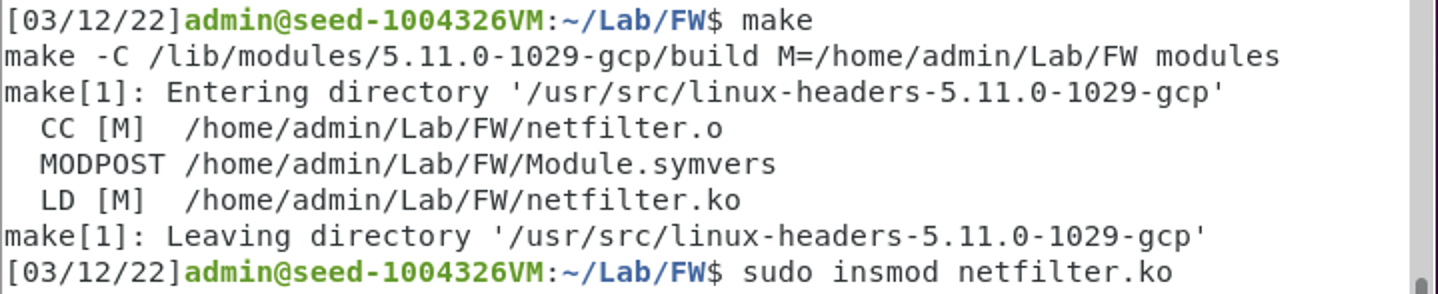 [03/12/22]admin@seed-1004326VM:~/Lab/FW$ make
make -C /lib/modules/5.11.0-1029-gcp/build M=/home/admin/Lab/FW modules
make[1]: Entering directory '/usr/src/linux-headers-5.11.0-1029-gcp'
  CC [M]  /home/admin/Lab/FW/netfilter.o
  MODPOST /home/admin/Lab/FW/Module.symvers
  LD [M]  /home/admin/Lab/FW/netfilter.ko
make[1]: Leaving directory '/usr/src/linux-headers-5.11.0-1029-gcp'
[03/12/22]admin@seed-1004326VM:~/Lab/FW$ sudo insmod netfilter.ko